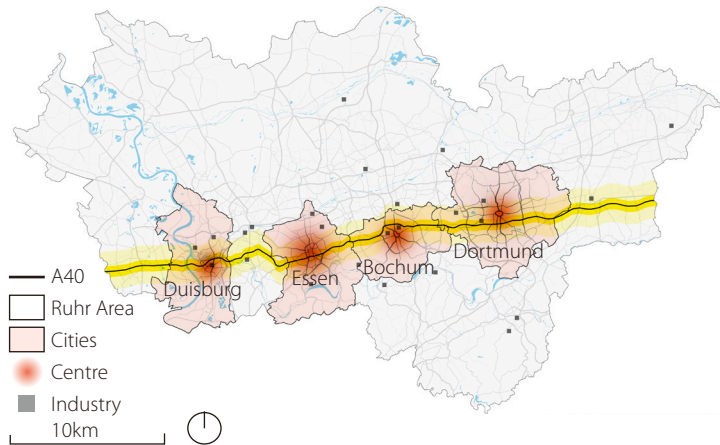 Dortmund
Bochum
Essen
Duisburg
A40
Ruhr Area
Cities
Centre
Industry
10km